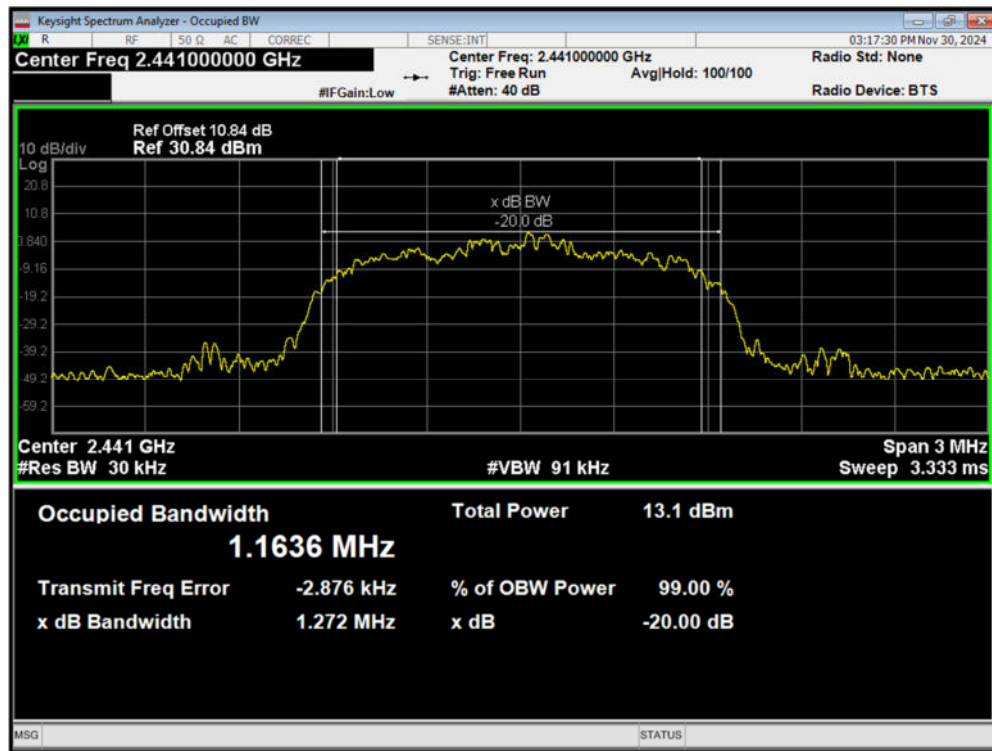 Keysight Spectrum Analyzer - Occupied BW
R RF 50 Ω AC CORREC SENSE:INT 03:17:30 PM Nov 30, 2024
Center Freq 2.441000000 GHz Center Freq: 2.441000000 GHz Radio Std: None
Trig: Free Run Avg|Hold: 100/100
#IFGain:Low #Atten: 40 dB Radio Device: BTS
Ref Offset 10.84 dB
10 dB/div Ref 30.84 dBm
Log
20.8
x dB BW
10.8
-20.0 dB
0.840
-9.16
-19.2
-29.2
-39.2
-49.2
-59.2
Center 2.441 GHz Span 3 MHz
#Res BW 30 kHz #VBW 91 kHz Sweep 3.333 ms
Occupied Bandwidth Total Power 13.1 dBm
1.1636 MHz
Transmit Freq Error -2.876 kHz % of OBW Power 99.00 %
x dB Bandwidth 1.272 MHz x dB -20.00 dB
MSG STATUS